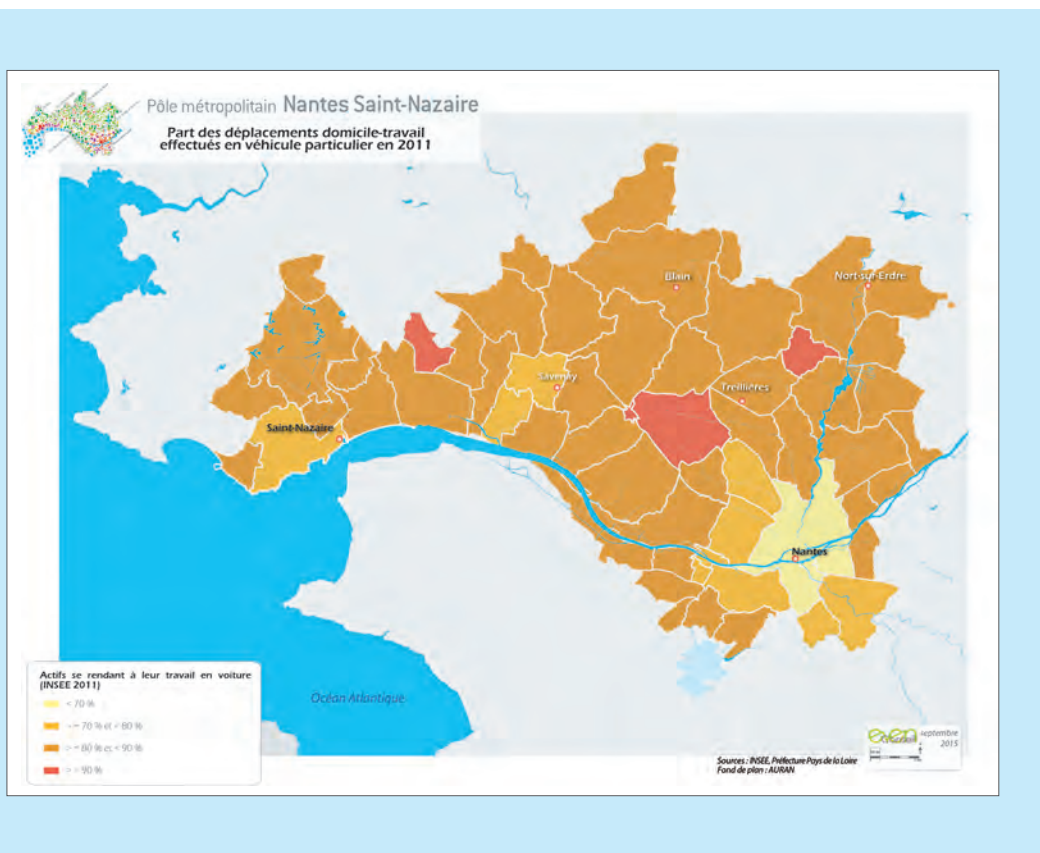 Pôle métropolitain Nantes Saint-Nazaire
Part des déplacements domicile-travail
effectués en véhicule particulier en 2011
Blain
Nort-sur-Erdre
Savenay
Treillières
Saint-Nazaire
Nantes
Actifs se rendant à leur travail en voiture
(INSEE 2011)
< 70 %
> = 70 % et < 80 %
> = 80 % et < 90 %
> = 90 %
Océan Atlantique
septembre
2015
Sources : INSEE, Préfecture Pays de la Loire
Fond de plan : AURAN